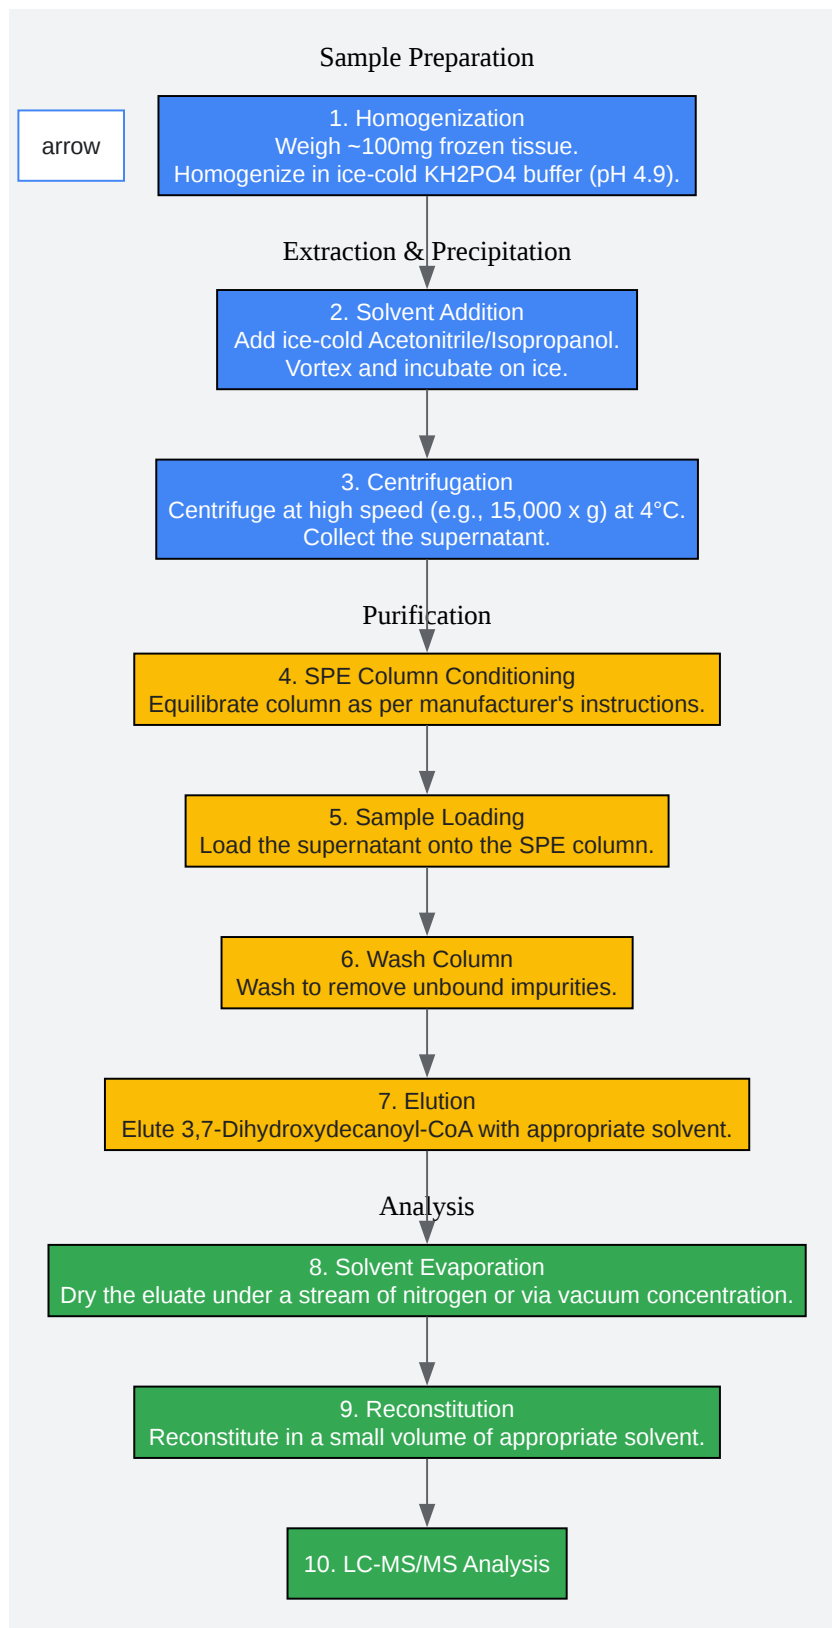 Sample Preparation
arrow
1. Homogenization
Weigh ~100mg frozen tissue.
Homogenize in ice-cold KH2PO4 buffer (pH 4.9).
Extraction & Precipitation
2. Solvent Addition
Add ice-cold Acetonitrile/Isopropanol.
Vortex and incubate on ice.
3. Centrifugation
Centrifuge at high speed (e.g., 15,000 x g) at 4°C.
Collect the supernatant.
Purification
4. SPE Column Conditioning
Equilibrate column as per manufacturer's instructions.
5. Sample Loading
Load the supernatant onto the SPE column.
6. Wash Column
Wash to remove unbound impurities.
7. Elution
Elute 3,7-Dihydroxydecanoyl-CoA with appropriate solvent.
Analysis
8. Solvent Evaporation
Dry the eluate under a stream of nitrogen or via vacuum concentration.
9. Reconstitution
Reconstitute in a small volume of appropriate solvent.
10. LC-MS/MS Analysis